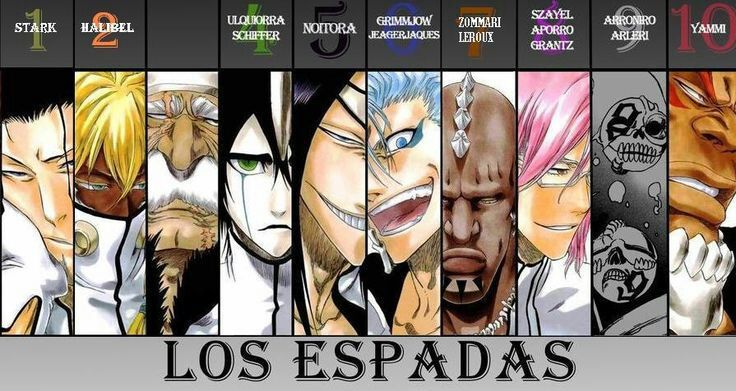 1
STARK
2
HALIBEL
4
ULQUIORRA
SCHIFFER
5
NOITORA
6
GRIMMJOW
JEAGERJAQUES
7
ZOMMARI
LEROUX
8
SZAYEL
APORRO
GRANTZ
9
ARRONIRO
ARLERI
10
YAMMI
LOS ESPADAS